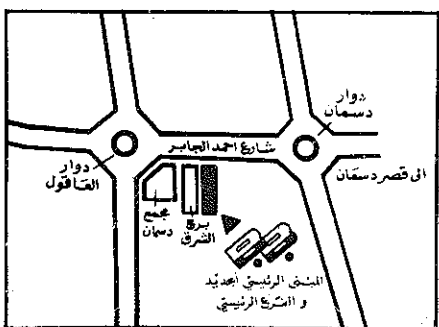 دوار
دسمان
شارع احمد الجابر
دوار
العاقول
الى قصر دسمان
مجمع
دسمان
برج
الشرق
المبنى الرئيسي الجديد
و الفرع الرئيسي